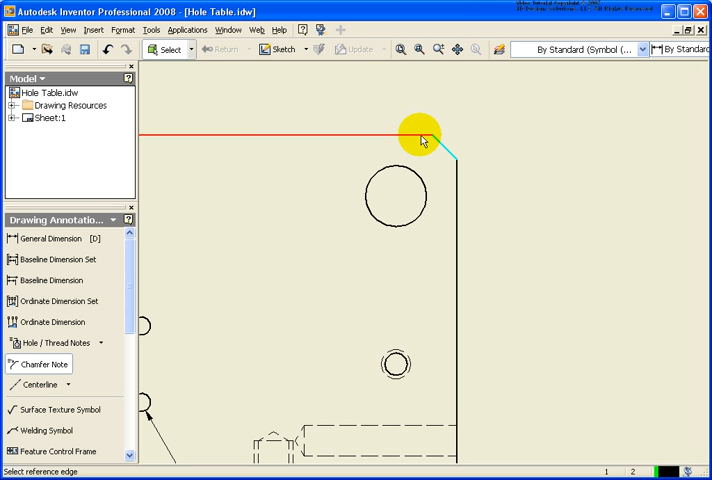 Autodesk Inventor Professional 2008 - [Hole Table.idw]
File Edit View Insert Format Tools Applications Window Web Help
Select Return Sketch Update By Standard (Symbol (... By Standard
Model
Hole Table.idw
Drawing Resources
Sheet:1
Drawing Annotatio...
General Dimension [D]
Baseline Dimension Set
Baseline Dimension
Ordinate Dimension Set
Ordinate Dimension
Hole / Thread Notes
Chamfer Note
Centerline
Surface Texture Symbol
Welding Symbol
Feature Control Frame
Select reference edge 1 2